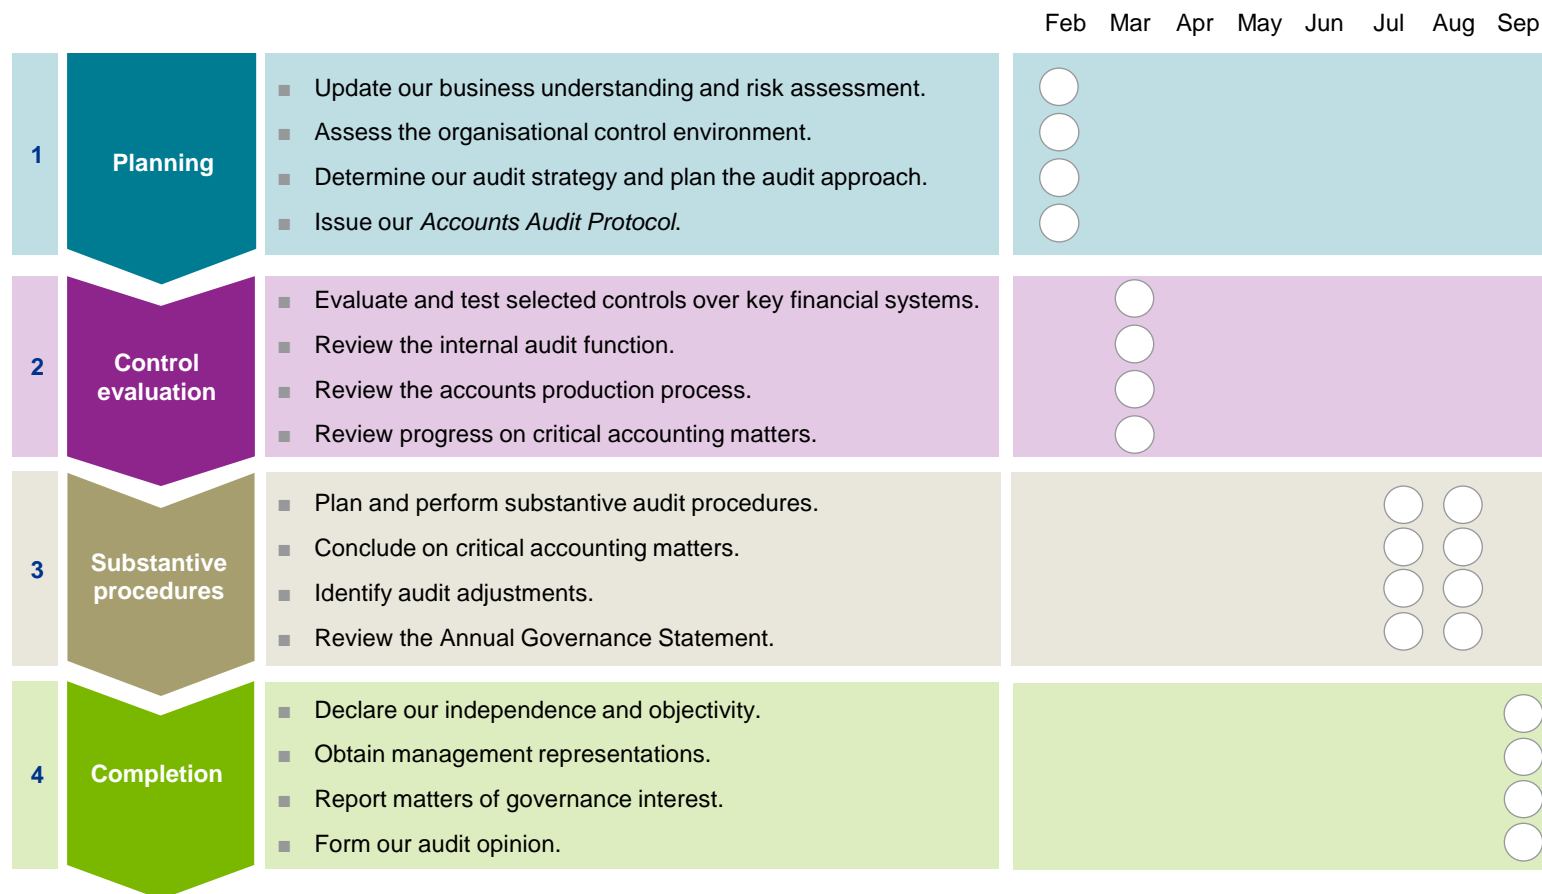 Feb Mar Apr May Jun Jul Aug Sep
1
Planning
■ Update our business understanding and risk assessment.
■ Assess the organisational control environment.
■ Determine our audit strategy and plan the audit approach.
■ Issue our Accounts Audit Protocol.
2
Control
evaluation
■ Evaluate and test selected controls over key financial systems.
■ Review the internal audit function.
■ Review the accounts production process.
■ Review progress on critical accounting matters.
3
Substantive
procedures
■ Plan and perform substantive audit procedures.
■ Conclude on critical accounting matters.
■ Identify audit adjustments.
■ Review the Annual Governance Statement.
4
Completion
■ Declare our independence and objectivity.
■ Obtain management representations.
■ Report matters of governance interest.
■ Form our audit opinion.